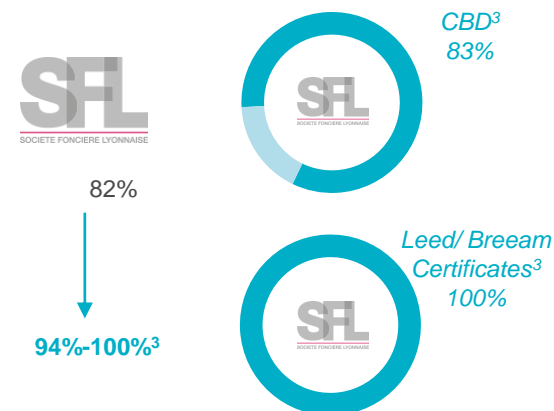 SFL
SOCIETE FONCIERE LYONNAISE
82%
94%-100%³
CBD³
83%
SFL
SOCIETE FONCIERE LYONNAISE
Leed/ Breeam
Certificates³
100%
SFL
SOCIETE FONCIERE LYONNAISE